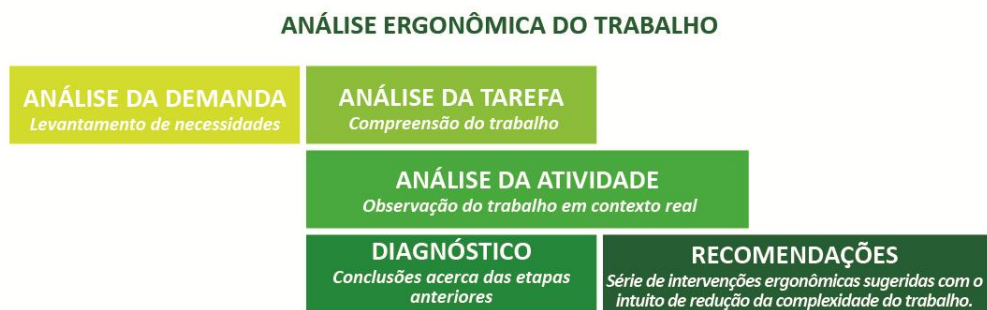 ANÁLISE ERGONÔMICA DO TRABALHO
ANÁLISE DA DEMANDA
Levantamento de necessidades
ANÁLISE DA TAREFA
Compreensão do trabalho
ANÁLISE DA ATIVIDADE
Observação do trabalho em contexto real
DIAGNÓSTICO
Conclusões acerca das etapas
anteriores
RECOMENDAÇÕES
Série de intervenções ergonômicas sugeridas com o
intuito de redução da complexidade do trabalho.